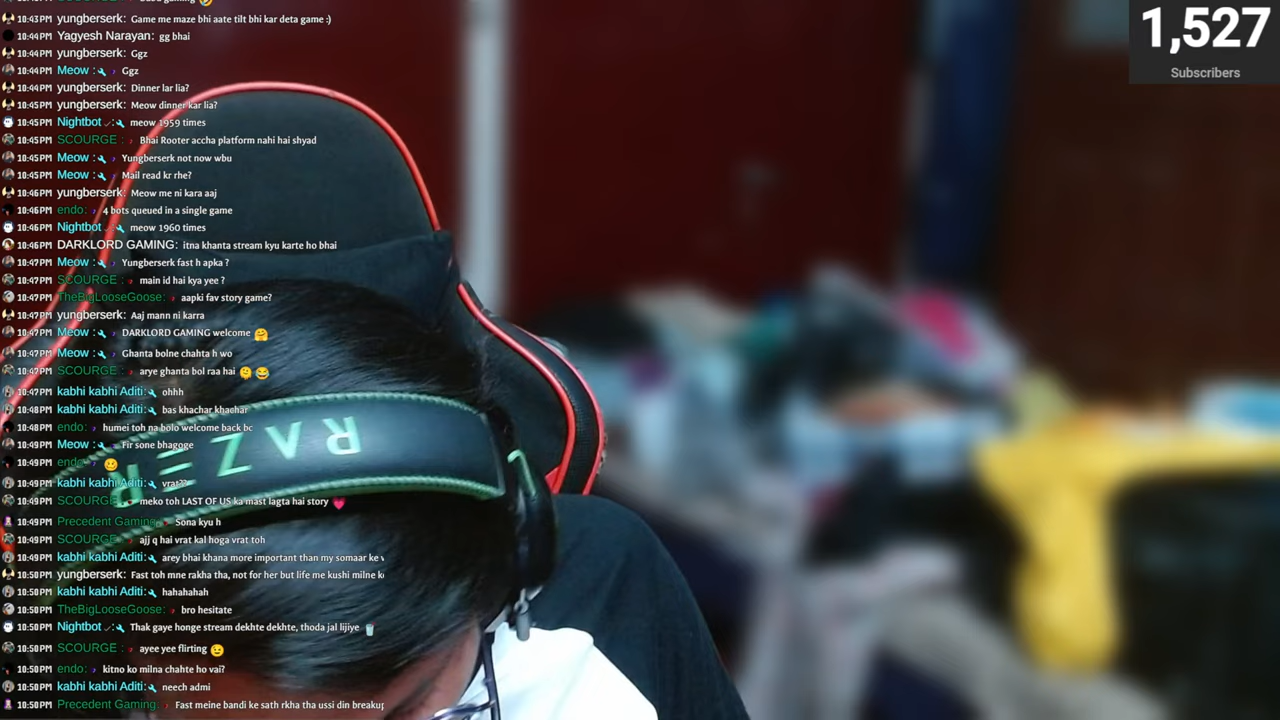 10:43PM yungberserk: Game me maze bhi aate tilt bhi kar deta game :)
10:44PM Yagyesh Narayan: gg bhai
10:44PM yungberserk: Ggz
10:44PM Meow : Ggz
10:44PM yungberserk: Dinner lar lia?
10:45PM yungberserk: Meow dinner kar lia?
10:45PM Nightbot : meow 1959 times
10:45PM SCOURGE : Bhai Rooter accha platform nahi hai shyad
10:45PM Meow : Yungberserk not now wbu
10:45PM Meow : Mail read kr rhe?
10:46PM yungberserk: Meow me ni kara aaj
10:46PM endo: 4 bots queued in a single game
10:46PM Nightbot : meow 1960 times
10:46PM DARKLORD GAMING: itna khanta stream kyu karte ho bhai
10:47PM Meow : Yungberserk fast h apka ?
10:47PM SCOURGE : main id hai kya yee ?
10:47PM TheBigLooseGoose: aapki fav story game?
10:47PM yungberserk: Aaj mann ni karra
10:47PM Meow : DARKLORD GAMING welcome 🤗
10:47PM Meow : Ghanta bolne chahta h wo
10:47PM SCOURGE : arye ghanta bol raa hai 🫠😂
10:47PM kabhi kabhi Aditi: ohhh
10:48PM kabhi kabhi Aditi: bas khachar khachar
10:48PM endo: humei toh na bolo welcome back bc
10:49PM Meow : Fir sone bhagoge
10:49PM endo: 🥲
10:49PM kabhi kabhi Aditi: vrat??
10:49PM SCOURGE : meko toh LAST OF US ka mast lagta hai story 💗
10:49PM Precedent Gaming: Sona kyu h
10:49PM SCOURGE : ajj q hai vrat kal hoga vrat toh
10:49PM kabhi kabhi Aditi: arey bhai khana more important than my somaar ke
10:50PM yungberserk: Fast toh mne rakha tha, not for her but life me kushi milne k
10:50PM kabhi kabhi Aditi: hahahahah
10:50PM TheBigLooseGoose: bro hesitate
10:50PM Nightbot : Thak gaye honge stream dekhte dekhte, thoda jal lijiye 🥛
10:50PM SCOURGE : ayee yee flirting 😉
10:50PM endo: kitno ko milna chahte ho vai?
10:50PM kabhi kabhi Aditi: neech admi
10:50PM Precedent Gaming: Fast meine bandi ke sath rkha tha ussi din breakup
RAZER
1,527
Subscribers